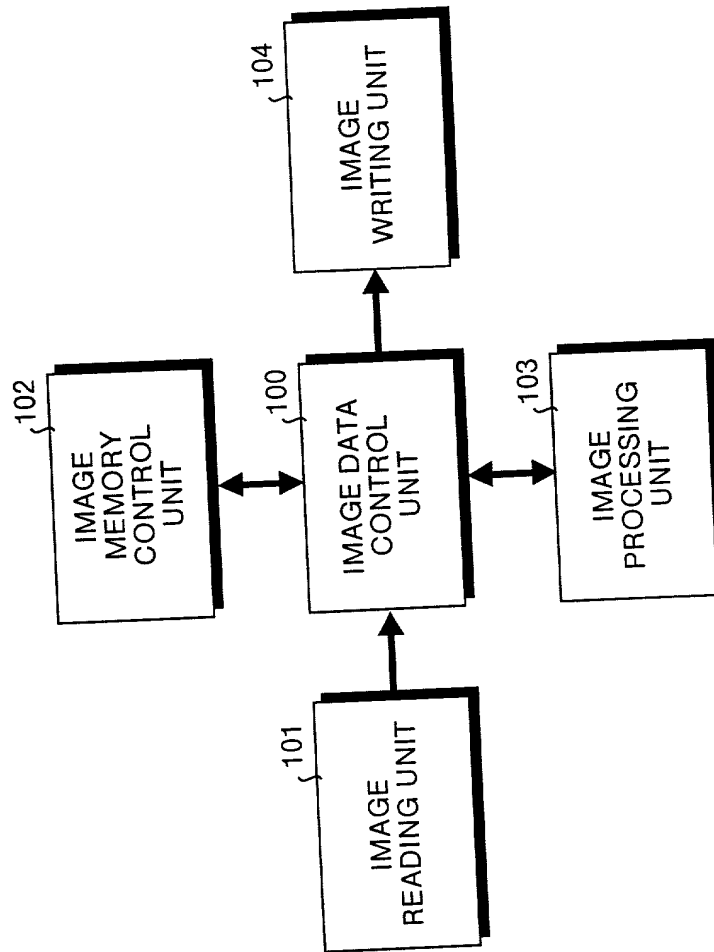 102
IMAGE
MEMORY
CONTROL
UNIT
101
IMAGE
READING UNIT
100
IMAGE DATA
CONTROL
UNIT
104
IMAGE
WRITING UNIT
103
IMAGE
PROCESSING
UNIT